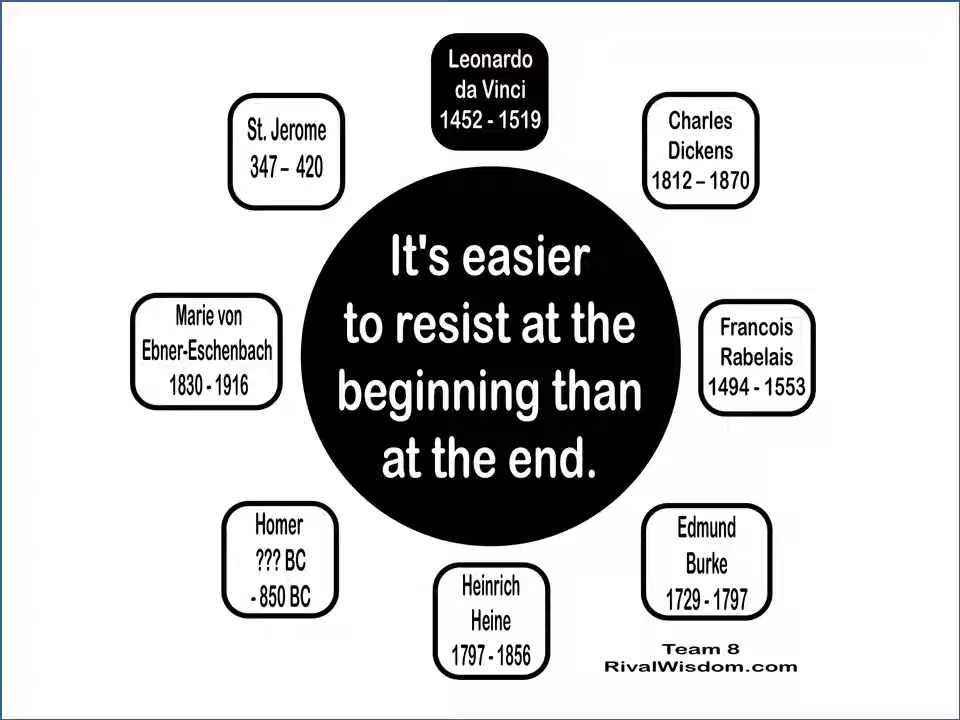 Leonardo
da Vinci
1452 - 1519
St. Jerome
347 – 420
Charles
Dickens
1812 – 1870
It's easier
to resist at the
beginning than
at the end.
Marie von
Ebner-Eschenbach
1830 - 1916
Francois
Rabelais
1494 - 1553
Homer
??? BC
- 850 BC
Heinrich
Heine
1797 - 1856
Edmund
Burke
1729 - 1797
Team 8
RivalWisdom.com